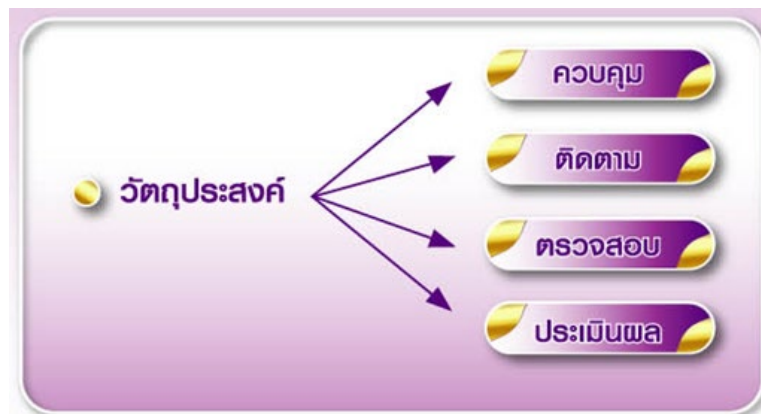 ควบคุม
ติดตาม
วัตถุประสงค์
ตรวจสอบ
ประเมินผล